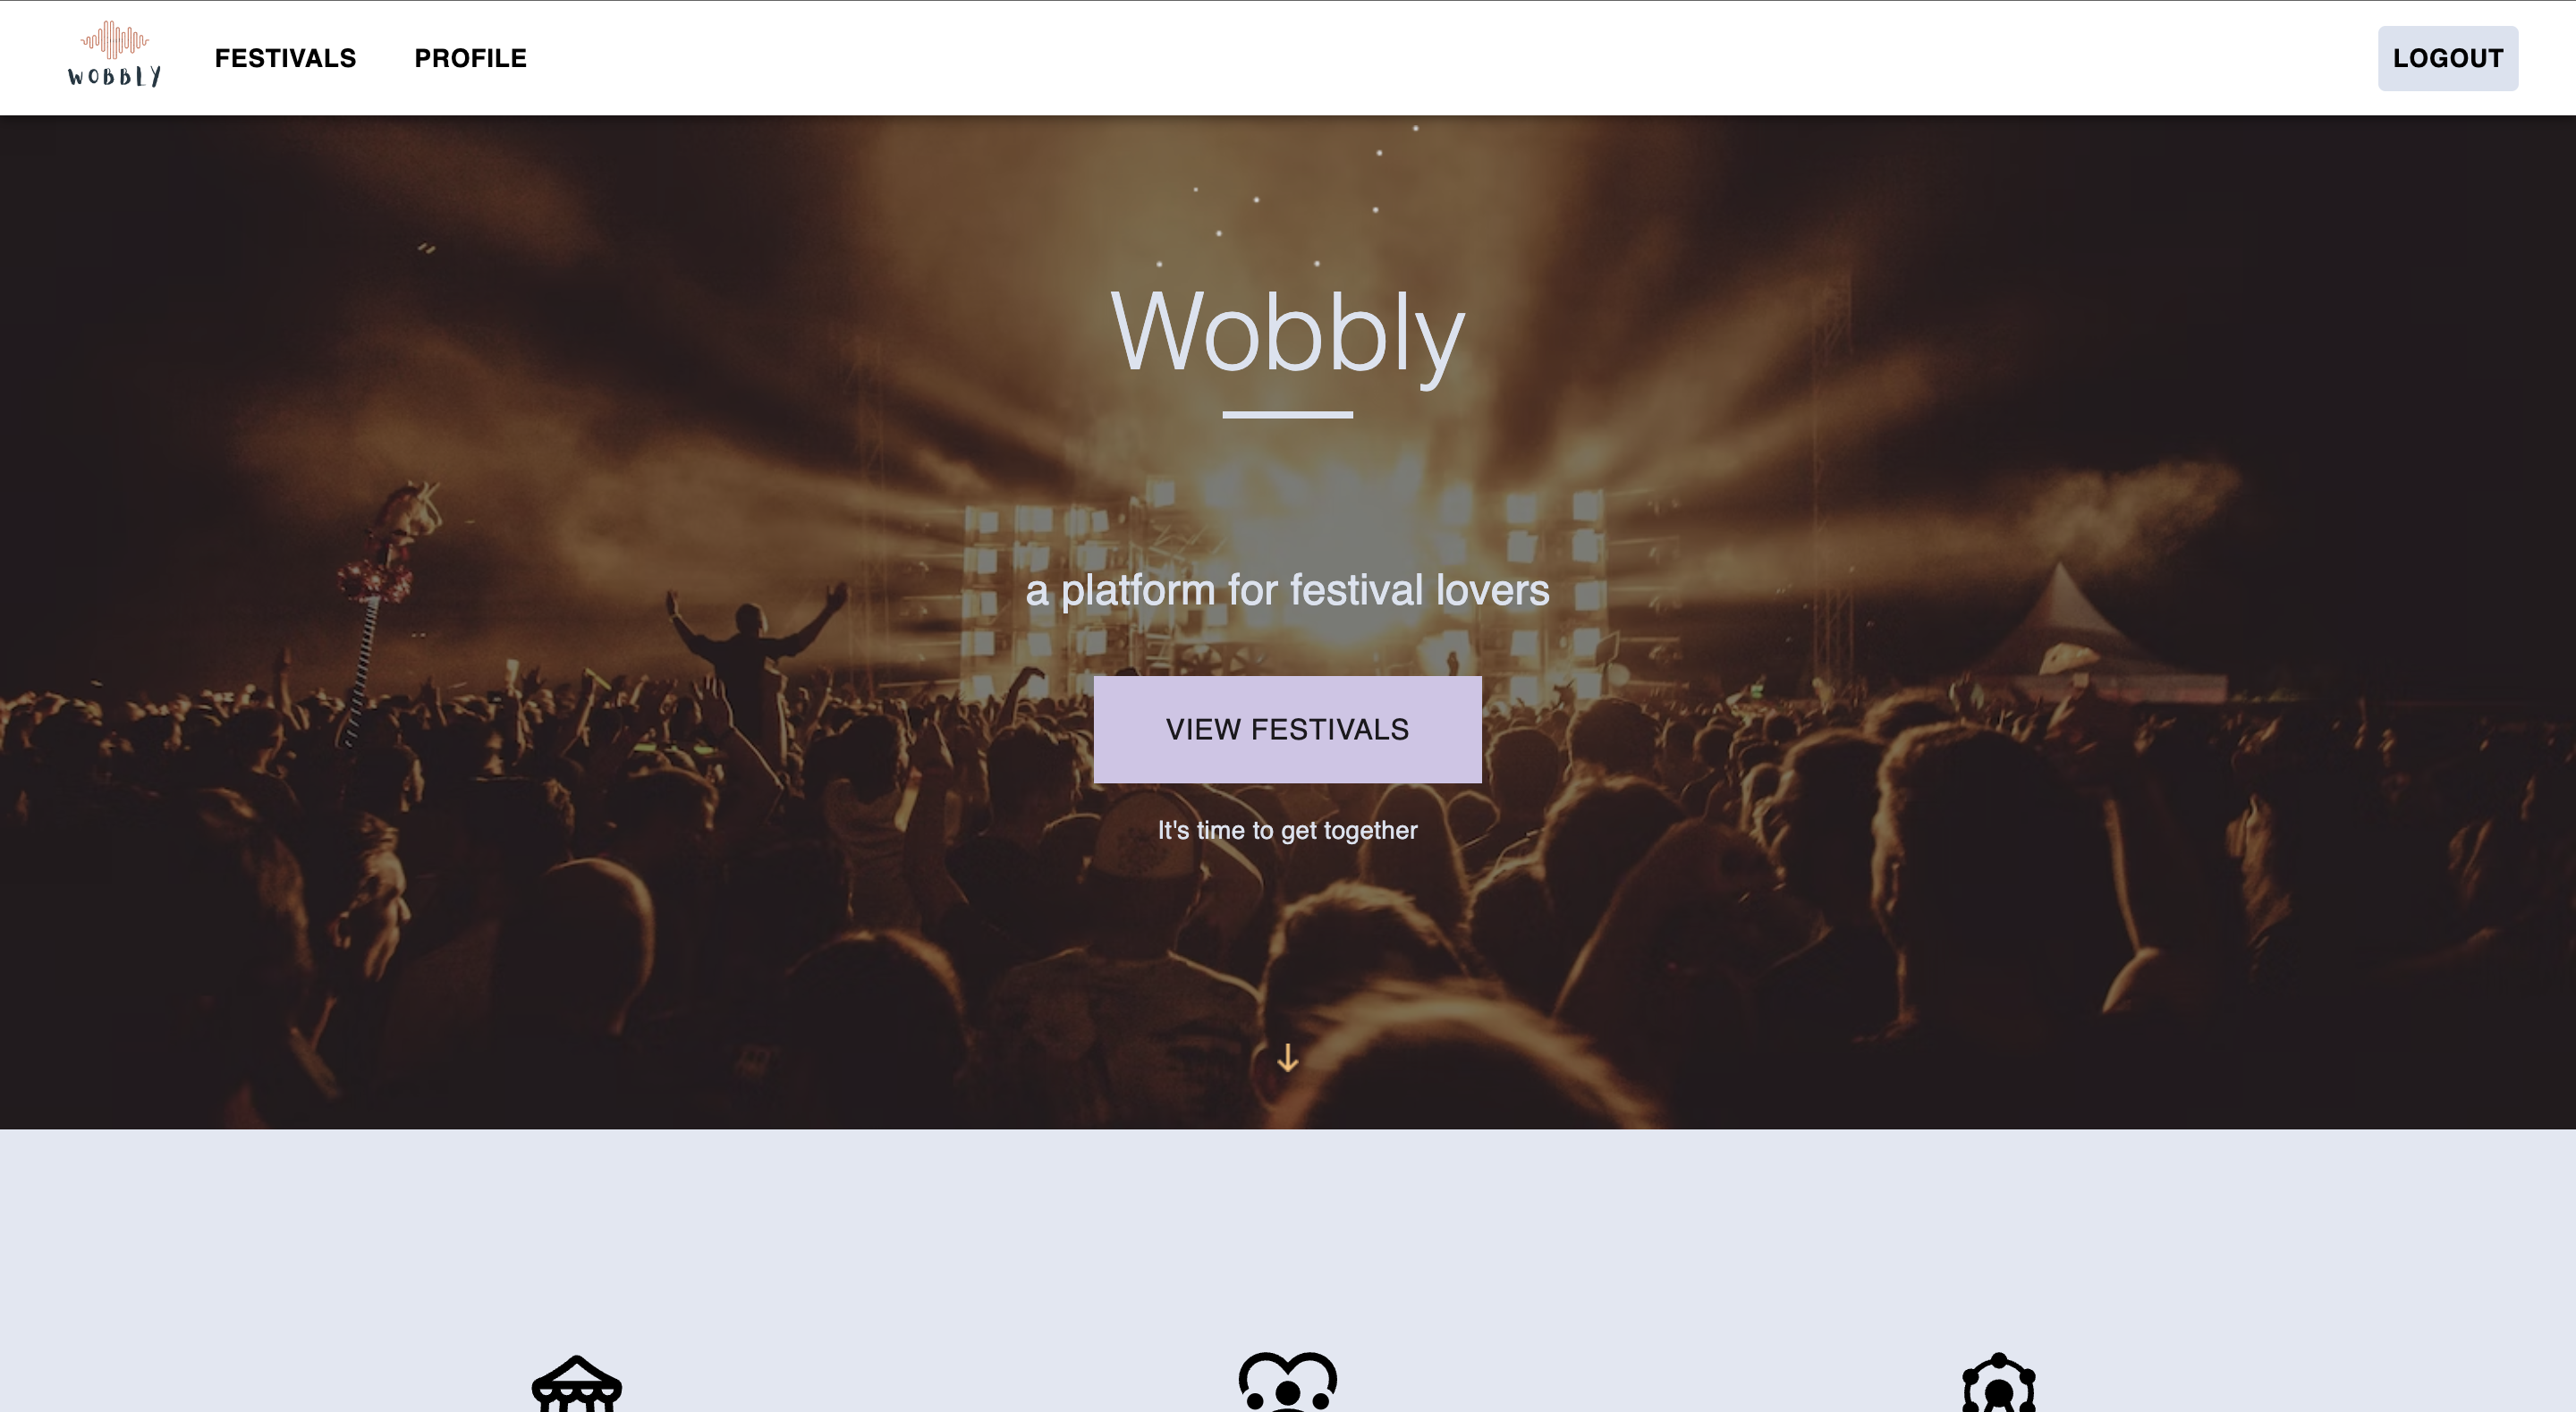 WOBBLY
FESTIVALS
PROFILE
LOGOUT
Wobbly
a platform for festival lovers
VIEW FESTIVALS
It's time to get together